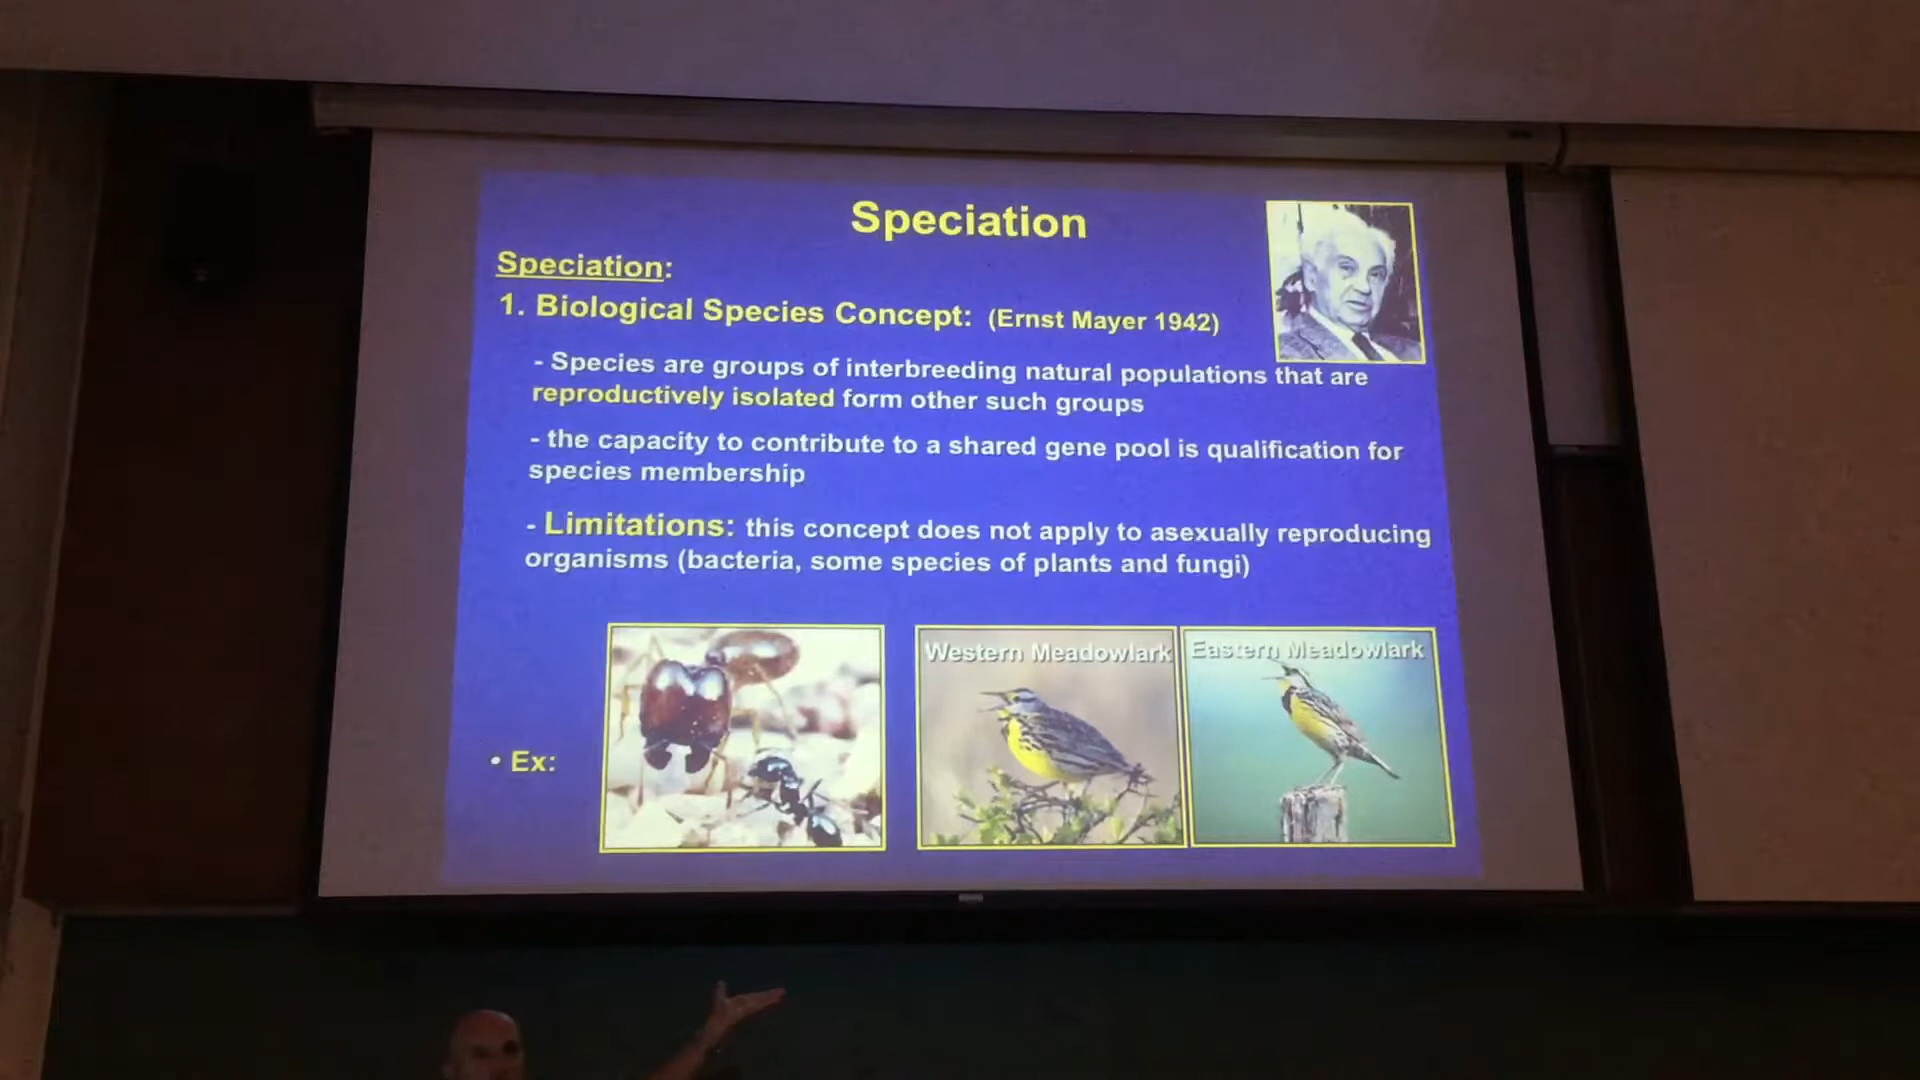 Speciation
Speciation:
1. Biological Species Concept: (Ernst Mayer 1942)
- Species are groups of interbreeding natural populations that are
reproductively isolated form other such groups
- the capacity to contribute to a shared gene pool is qualification for
species membership
- Limitations: this concept does not apply to asexually reproducing
organisms (bacteria, some species of plants and fungi)
Western Meadowlark
Eastern Meadowlark
• Ex: